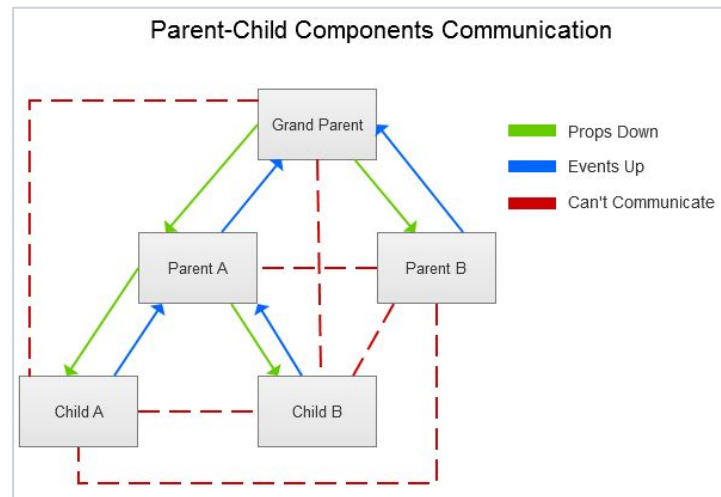 Parent-Child Components Communication
Grand Parent
Props Down
Events Up
Can't Communicate
Parent A
Parent B
Child A
Child B